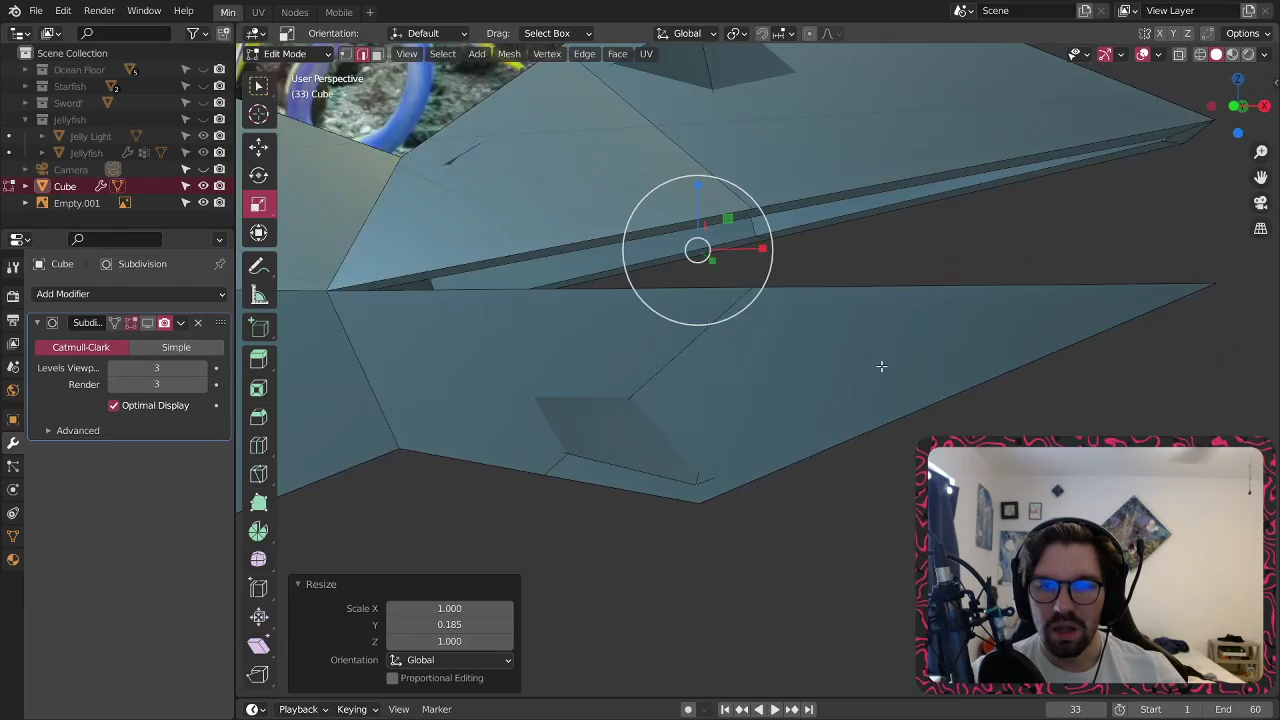 File Edit Render Window Help Min UV Nodes Mobile Scene View Layer
Orientation: Default Drag: Select Box Global X Y Z Options
Scene Collection
Edit Mode View Select Add Mesh Vertex Edge Face UV
Ocean Floor 5
Starfish 2
Sword'
Jellyfish
Jelly Light
Jellyfish
Camera
Cube
Empty.001
User Perspective
(33) Cube
Z
Y
X
Cube Subdivision
Add Modifier
Subdi...
Catmull-Clark Simple
Levels Viewp... 3
Render 3
Optimal Display
Advanced
Resize
Scale X 1.000
Y 0.185
Z 1.000
Orientation Global
Proportional Editing
Playback Keying View Marker 33 Start 1 End 60